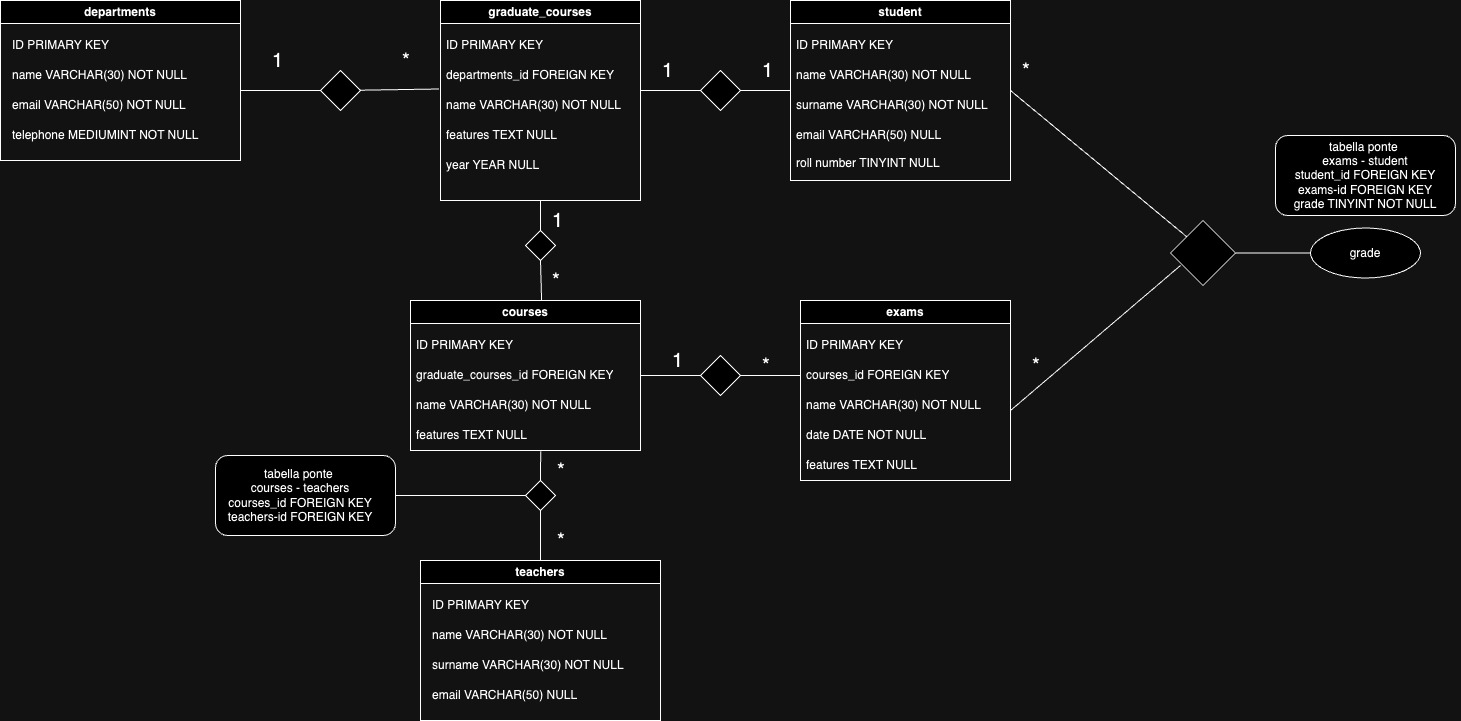 departments
ID PRIMARY KEY
name VARCHAR(30) NOT NULL
email VARCHAR(50) NOT NULL
telephone MEDIUMINT NOT NULL
1
*
graduate_courses
ID PRIMARY KEY
departments_id FOREIGN KEY
name VARCHAR(30) NOT NULL
features TEXT NULL
year YEAR NULL
1
1
student
ID PRIMARY KEY
name VARCHAR(30) NOT NULL
surname VARCHAR(30) NOT NULL
email VARCHAR(50) NULL
roll number TINYINT NULL
*
tabella ponte
exams - student
student_id FOREIGN KEY
exams-id FOREIGN KEY
grade TINYINT NOT NULL
grade
1
*
courses
ID PRIMARY KEY
graduate_courses_id FOREIGN KEY
name VARCHAR(30) NOT NULL
features TEXT NULL
1
*
exams
ID PRIMARY KEY
courses_id FOREIGN KEY
name VARCHAR(30) NOT NULL
date DATE NOT NULL
features TEXT NULL
*
tabella ponte
courses - teachers
courses_id FOREIGN KEY
teachers-id FOREIGN KEY
*
*
teachers
ID PRIMARY KEY
name VARCHAR(30) NOT NULL
surname VARCHAR(30) NOT NULL
email VARCHAR(50) NULL